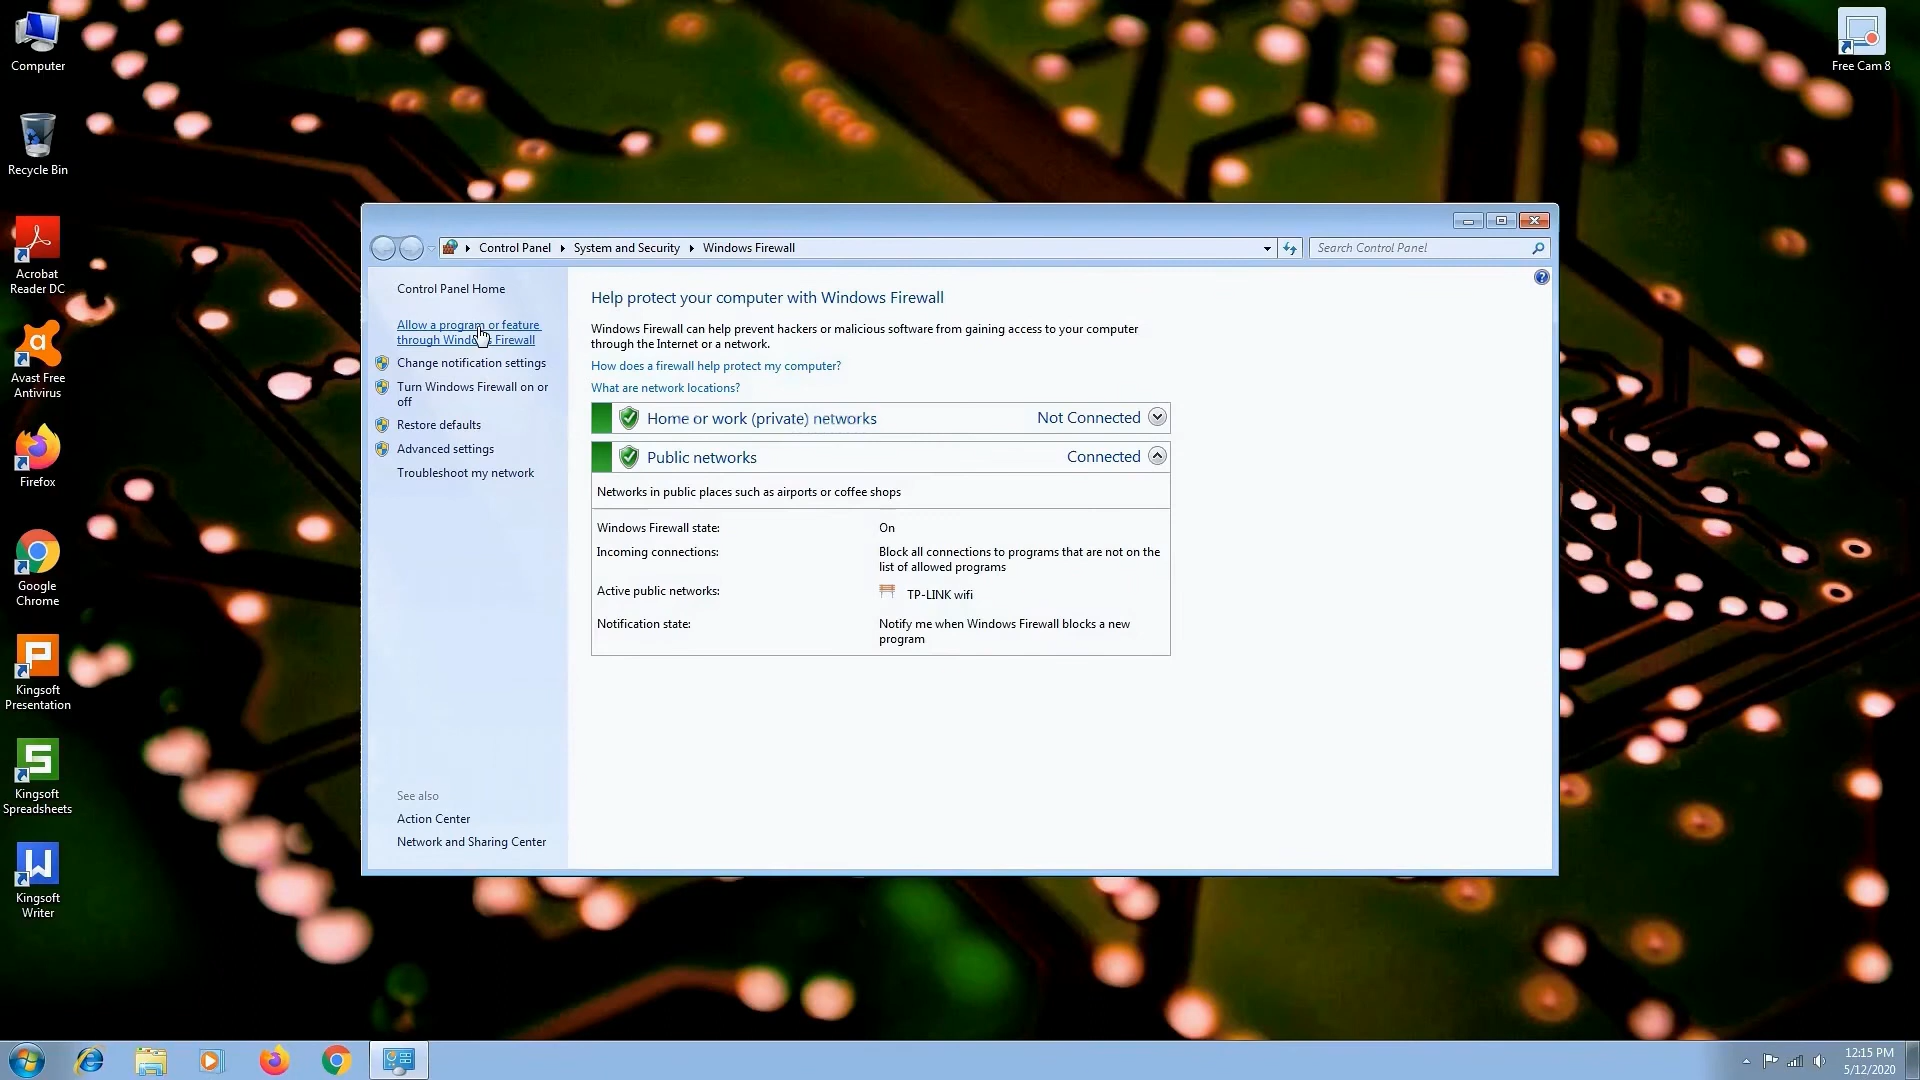 Computer
Recycle Bin
Acrobat
Reader DC
Avast Free
Antivirus
Firefox
Google
Chrome
Kingsoft
Presentation
Kingsoft
Spreadsheets
Kingsoft
Writer
Free Cam 8
Control Panel
System and Security
Windows Firewall
Search Control Panel
Control Panel Home
Allow a program or feature
through Windows Firewall
Change notification settings
Turn Windows Firewall on or
off
Restore defaults
Advanced settings
Troubleshoot my network
See also
Action Center
Network and Sharing Center
Help protect your computer with Windows Firewall
Windows Firewall can help prevent hackers or malicious software from gaining access to your computer
through the Internet or a network.
How does a firewall help protect my computer?
What are network locations?
Home or work (private) networks Not Connected
Public networks Connected
Networks in public places such as airports or coffee shops
Windows Firewall state: On
Incoming connections: Block all connections to programs that are not on the
list of allowed programs
Active public networks: TP-LINK wifi
Notification state: Notify me when Windows Firewall blocks a new
program
12:15 PM
5/12/2020